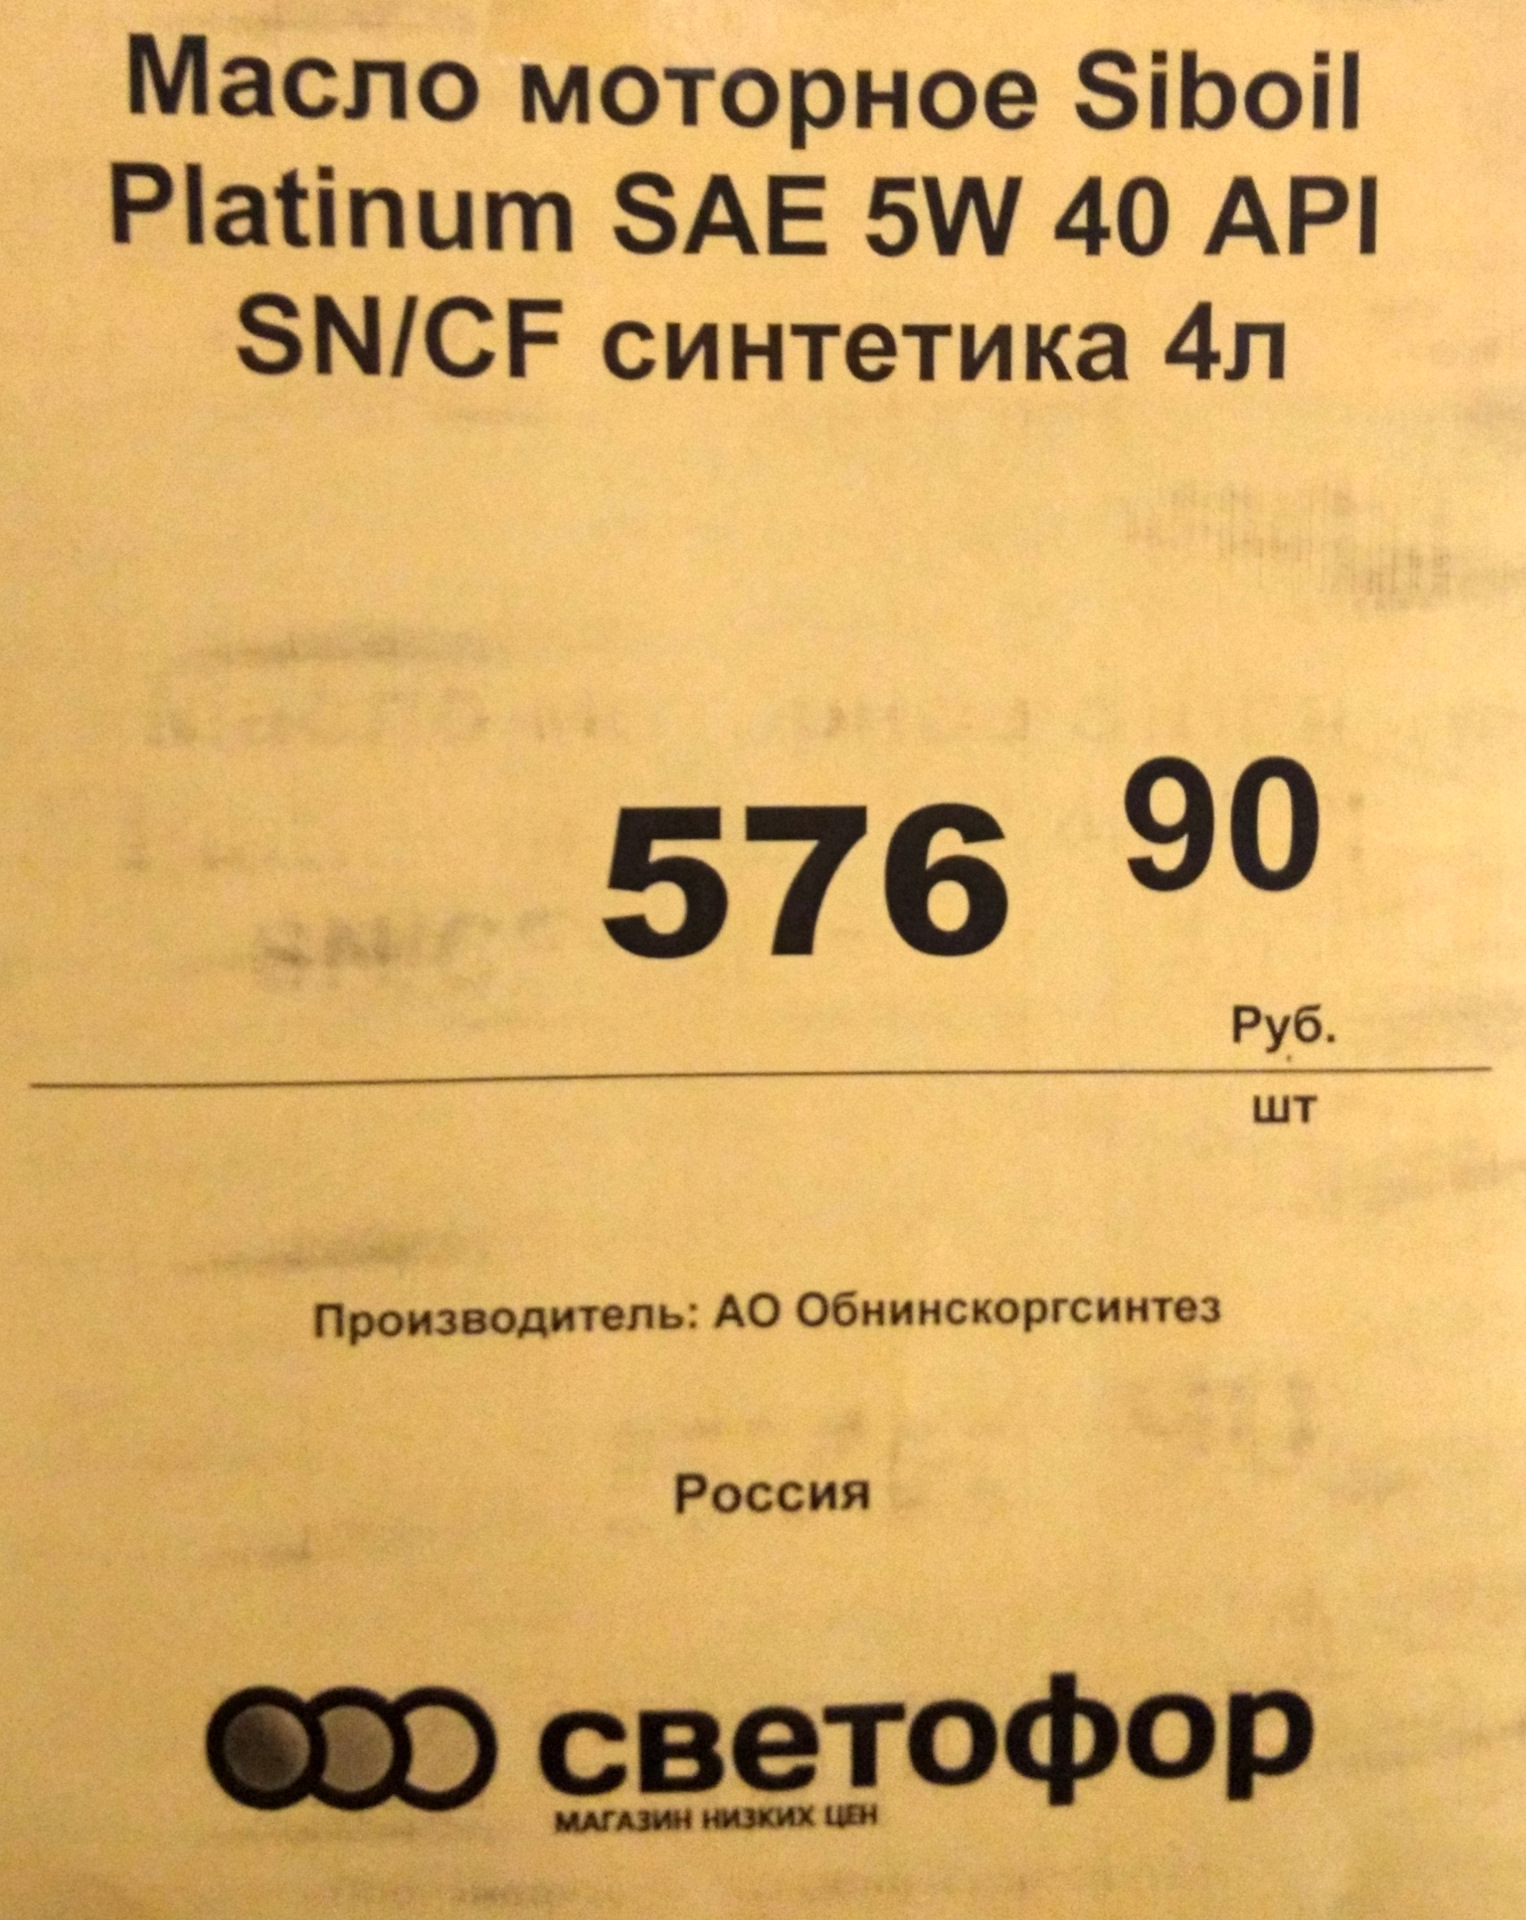 Масло моторное Siboil
Platinum SAE 5W 40 API
SN/CF синтетика 4л
576 90
Руб.
шт
Производитель: АО Обнинскоргсинтез
Россия
светофор
МАГАЗИН НИЗКИХ ЦЕН